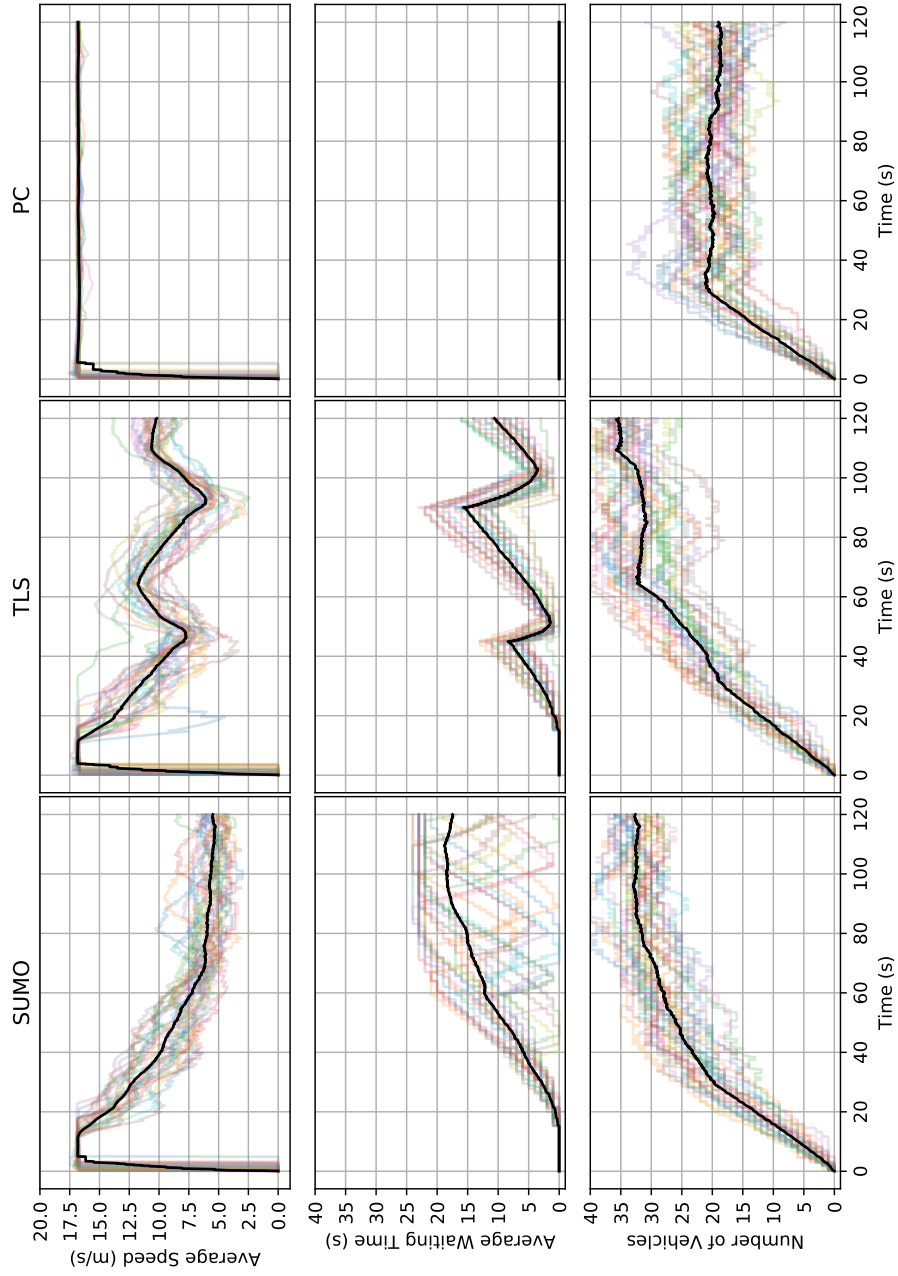 SUMO
TLS
PC
Average Speed (m/s)
20.0
17.5
15.0
12.5
10.0
7.5
5.0
2.5
0.0
Average Waiting Time (s)
40
35
30
25
20
15
10
5
0
Number of Vehicles
40
35
30
25
20
15
10
5
0
0 20 40 60 80 100 120
Time (s)
0 20 40 60 80 100 120
Time (s)
0 20 40 60 80 100 120
Time (s)